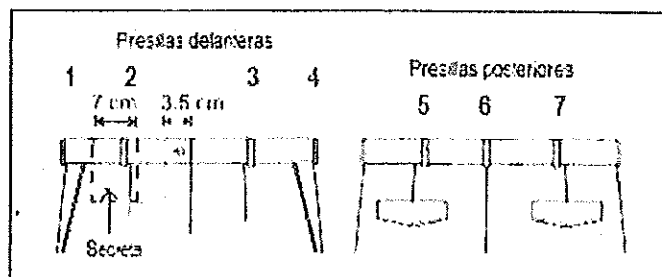 Presillas delanteras
1 2 3 4
7 cm 3.5 cm
Secreta
Presillas posteriores
5 6 7